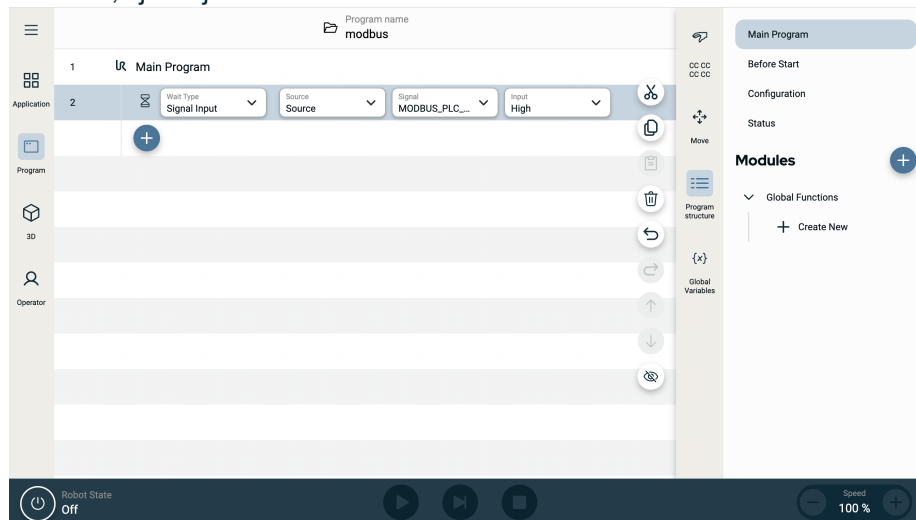 Program name
modbus
Application
Program
3D
Operator
1 Main Program
2
Wait Type
Signal Input
Source
Source
Signal
MODBUS_PLC_...
Input
High
CC CC
CC CC
Move
Program
structure
{x}
Global
Variables
Main Program
Before Start
Configuration
Status
Modules
Global Functions
Create New
Robot State
Off
Speed
100 %